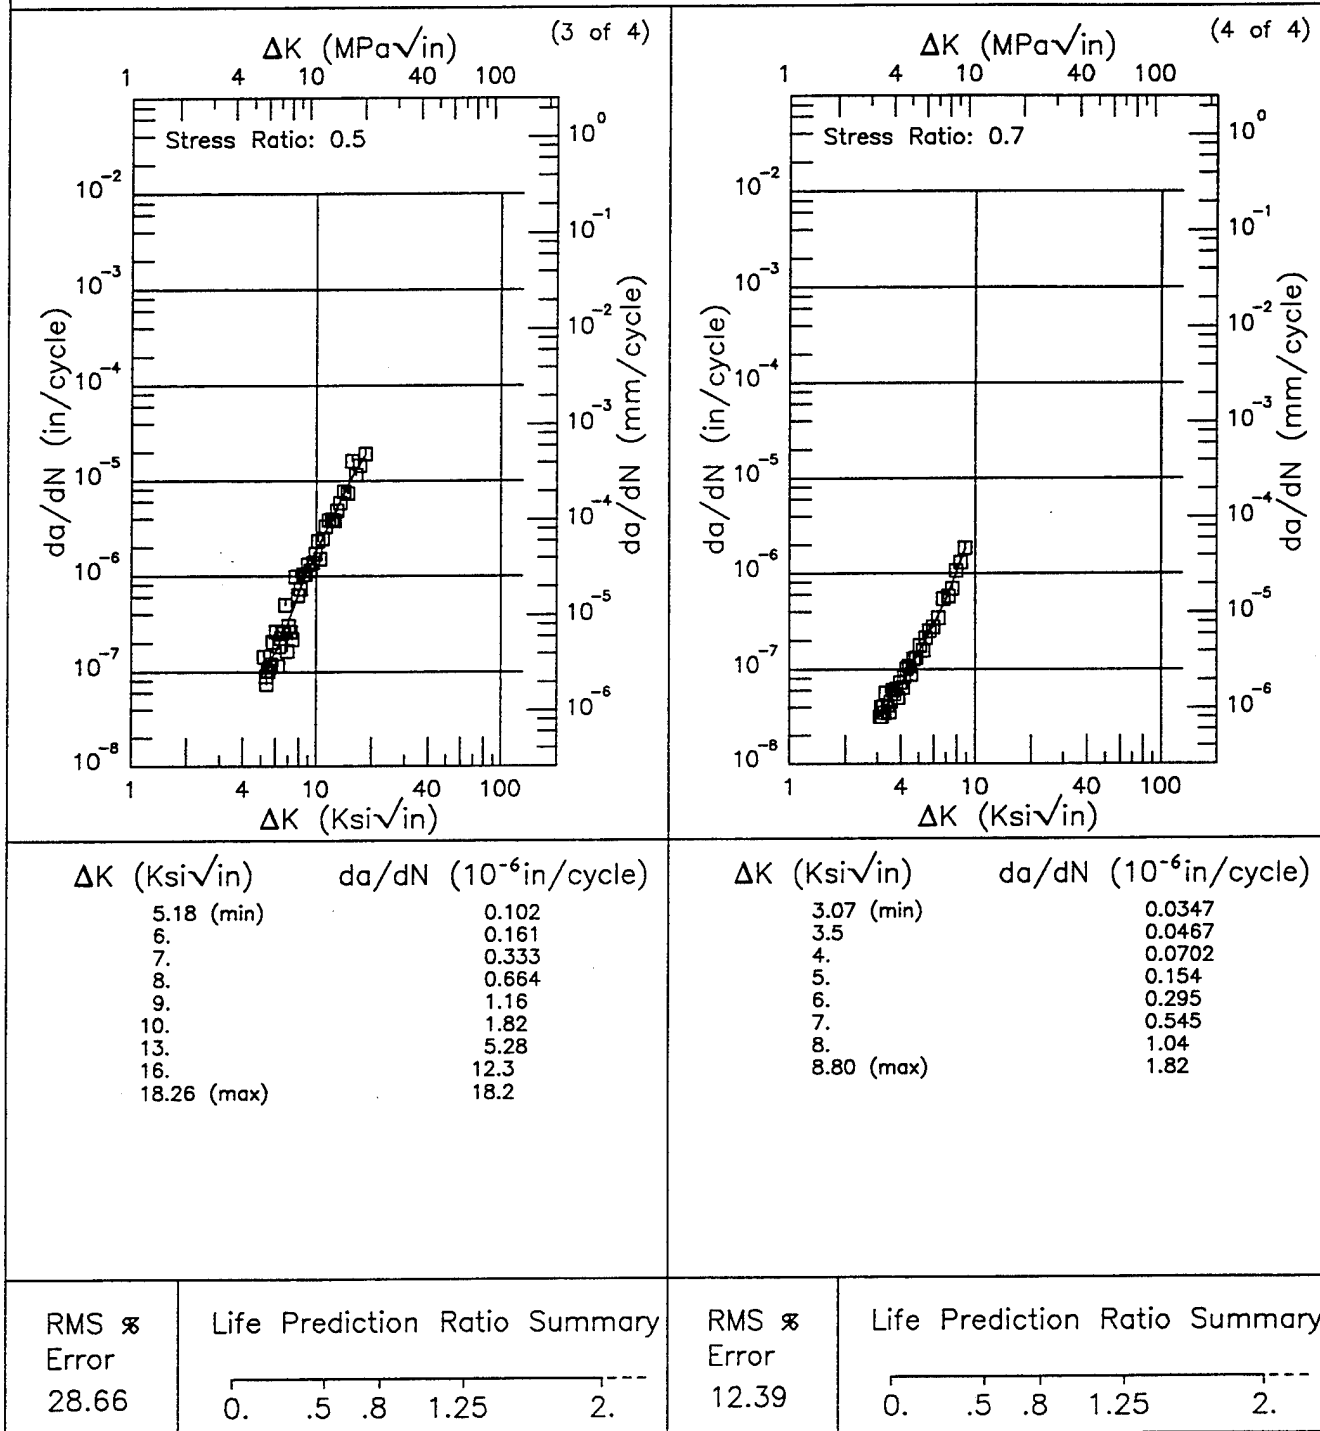 (3 of 4)
ΔK (MPa√in)
1 4 10 40 100
Stress Ratio: 0.5
10⁰
10⁻²
10⁻¹
10⁻³
10⁻²
10⁻⁴
10⁻³
10⁻⁵
10⁻⁴
10⁻⁶
10⁻⁵
10⁻⁷
10⁻⁶
10⁻⁸
da/dN (in/cycle)
da/dN (mm/cycle)
1 4 10 40 100
ΔK (Ksi√in)
ΔK (Ksi√in) da/dN (10⁻⁶in/cycle)
5.18 (min) 0.102
6. 0.161
7. 0.333
8. 0.664
9. 1.16
10. 1.82
13. 5.28
16. 12.3
18.26 (max) 18.2
RMS %
Error
28.66
Life Prediction Ratio Summary
0. .5 .8 1.25 2.
(4 of 4)
ΔK (MPa√in)
1 4 10 40 100
Stress Ratio: 0.7
10⁰
10⁻²
10⁻¹
10⁻³
10⁻²
10⁻⁴
10⁻³
10⁻⁵
10⁻⁴
10⁻⁶
10⁻⁵
10⁻⁷
10⁻⁶
10⁻⁸
da/dN (in/cycle)
da/dN (mm/cycle)
1 4 10 40 100
ΔK (Ksi√in)
ΔK (Ksi√in) da/dN (10⁻⁶in/cycle)
3.07 (min) 0.0347
3.5 0.0467
4. 0.0702
5. 0.154
6. 0.295
7. 0.545
8. 1.04
8.80 (max) 1.82
RMS %
Error
12.39
Life Prediction Ratio Summary
0. .5 .8 1.25 2.